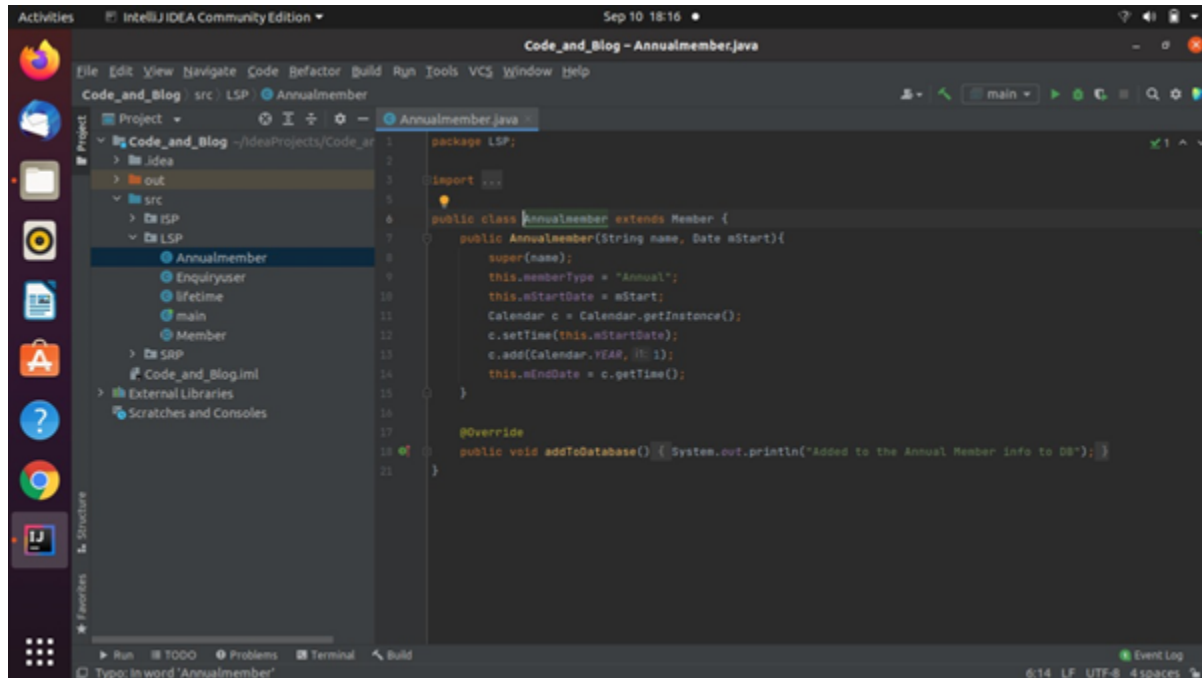 Activities IntelliJ IDEA Community Edition Sep 10 18:16
Code_and_Blog – Annualmember.java
File Edit View Navigate Code Refactor Build Run Tools VCS Window Help
Code_and_Blog src LSP Annualmember main
Project Annualmember.java
Project
Code_and_Blog ~/IdeaProjects/Code_ar
.idea
out
src
ISP
LSP
Annualmember
Enquiryuser
lifetime
main
Member
SRP
Code_and_Blog.iml
External Libraries
Scratches and Consoles
1 package LSP;
1
2
3 import ...
5
6 public class Annualmember extends Member {
7 public Annualmember(String name, Date mStart){
8 super(name);
9 this.memberType = "Annual";
10 this.mStartDate = mStart;
11 Calendar c = Calendar.getInstance();
12 c.setTime(this.mStartDate);
13 c.add(Calendar.YEAR, i1: 1);
14 this.mEndDate = c.getTime();
15 }
16
17 @Override
18 public void addToDatabase() { System.out.println("Added to the Annual Member info to DB"); }
21 }
Structure
Favorites
Run TODO Problems Terminal Build Event Log
Typo: In word 'Annualmember' 6:14 LF UTF-8 4 spaces